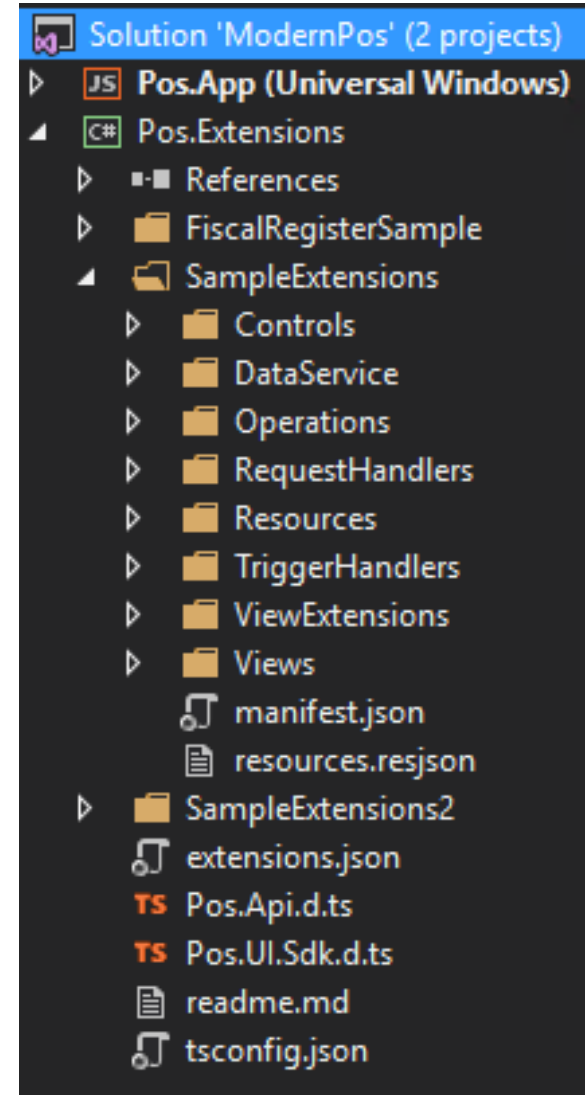 Solution 'ModernPos' (2 projects)
JS Pos.App (Universal Windows)
C# Pos.Extensions
References
FiscalRegisterSample
SampleExtensions
Controls
DataService
Operations
RequestHandlers
Resources
TriggerHandlers
ViewExtensions
Views
manifest.json
resources.resjson
SampleExtensions2
extensions.json
TS Pos.Api.d.ts
TS Pos.UI.Sdk.d.ts
readme.md
tsconfig.json